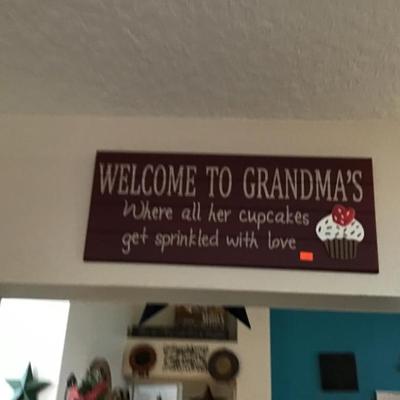 WELCOME TO GRANDMA'S
Where all her cupcakes
get sprinkled with love